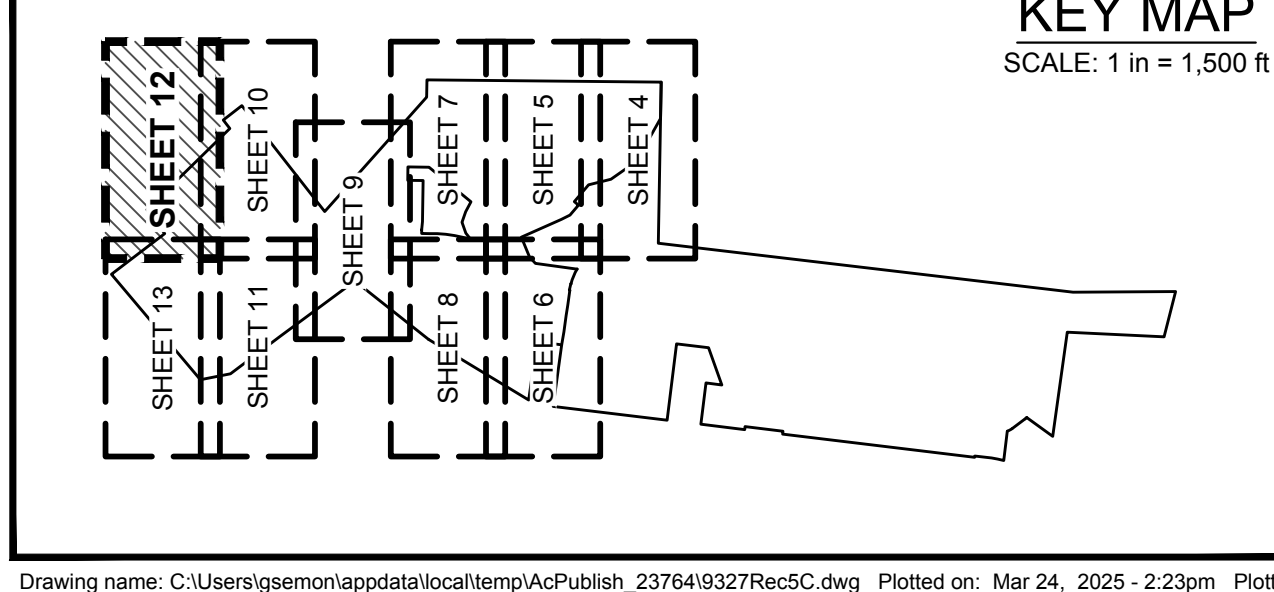 KEY MAP
SCALE: 1 in = 1,500 ft
SHEET 12
SHEET 10
SHEET 9
SHEET 7
SHEET 5
SHEET 4
SHEET 13
SHEET 11
SHEET 8
SHEET 6
Drawing name: C:\Users\gsemon\appdata\local\temp\AcPublish_23764\9327Rec5C.dwg Plotted on: Mar 24, 2025 - 2:23pm Plott